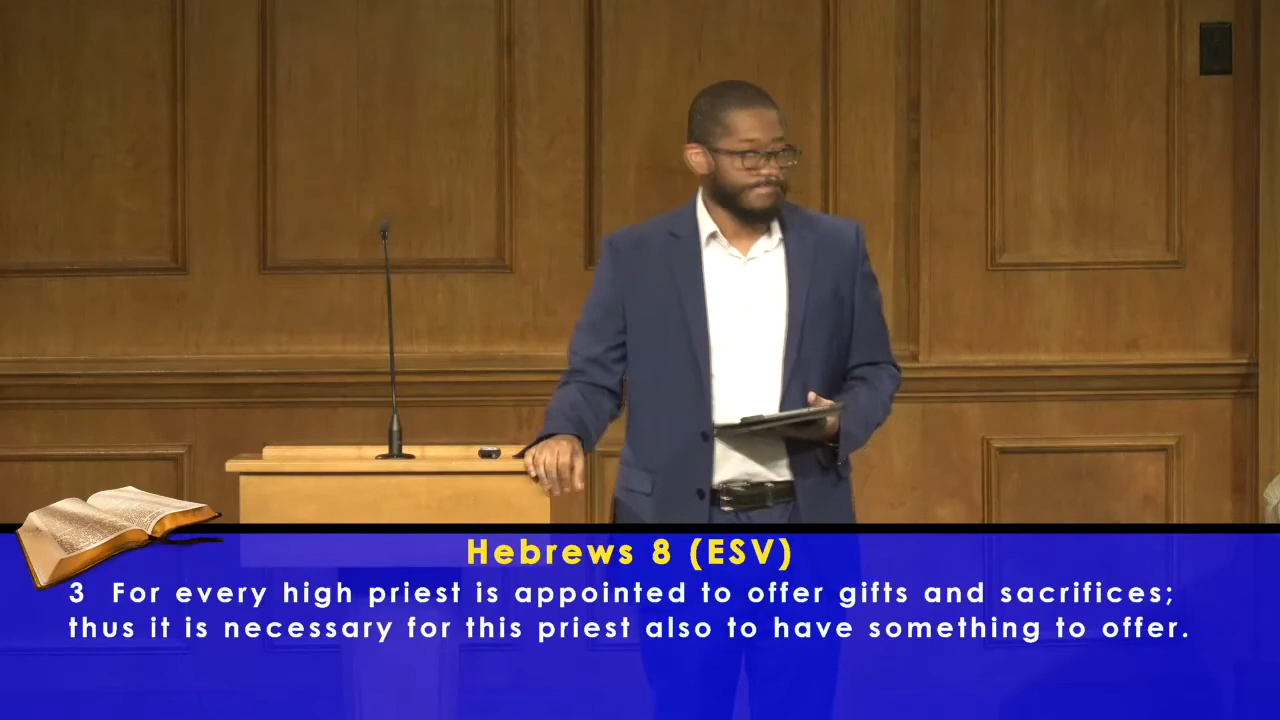 Hebrews 8 (ESV)
3 For every high priest is appointed to offer gifts and sacrifices;
thus it is necessary for this priest also to have something to offer.